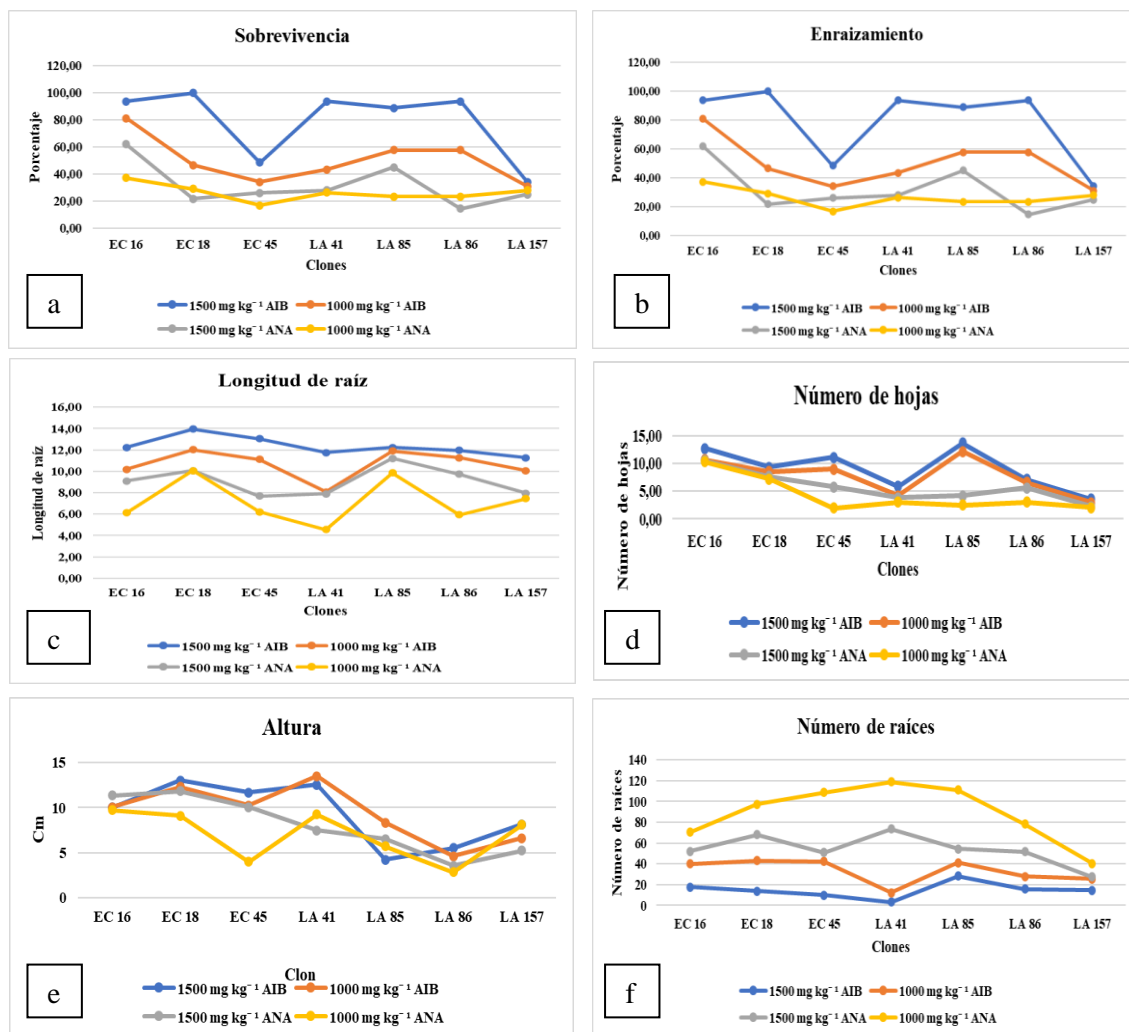 Sobrevivencia
120,00
100,00
80,00
60,00
40,00
20,00
0,00
Porcentaje
EC 16 EC 18 EC 45 LA 41 LA 85 LA 86 LA 157
Clones
1500 mg kg⁻¹ AIB 1000 mg kg⁻¹ AIB
1500 mg kg⁻¹ ANA 1000 mg kg⁻¹ ANA
a
Enraizamiento
120,00
100,00
80,00
60,00
40,00
20,00
0,00
Porcentaje
EC 16 EC 18 EC 45 LA 41 LA 85 LA 86 LA 157
Clones
1500 mg kg⁻¹ AIB 1000 mg kg⁻¹ AIB
1500 mg kg⁻¹ ANA 1000 mg kg⁻¹ ANA
b
Longitud de raíz
16,00
14,00
12,00
10,00
8,00
6,00
4,00
2,00
0,00
Longitud de raíz
EC 16 EC 18 EC 45 LA 41 LA 85 LA 86 LA 157
Clones
1500 mg kg⁻¹ AIB 1000 mg kg⁻¹ AIB
1500 mg kg⁻¹ ANA 1000 mg kg⁻¹ ANA
c
Número de hojas
15,00
10,00
5,00
0,00
Número de hojas
EC 16 EC 18 EC 45 LA 41 LA 85 LA 86 LA 157
Clones
1500 mg kg⁻¹ AIB 1000 mg kg⁻¹ AIB
1500 mg kg⁻¹ ANA 1000 mg kg⁻¹ ANA
d
Altura
15
10
5
0
Cm
EC 16 EC 18 EC 45 LA 41 LA 85 LA 86 LA 157
Clon
1500 mg kg⁻¹ AIB 1000 mg kg⁻¹ AIB
1500 mg kg⁻¹ ANA 1000 mg kg⁻¹ ANA
e
Número de raíces
140
120
100
80
60
40
20
0
Número de raíces
EC 16 EC 18 EC 45 LA 41 LA 85 LA 86 LA 157
Clones
1500 mg kg⁻¹ AIB 1000 mg kg⁻¹ AIB
1500 mg kg⁻¹ ANA 1000 mg kg⁻¹ ANA
f